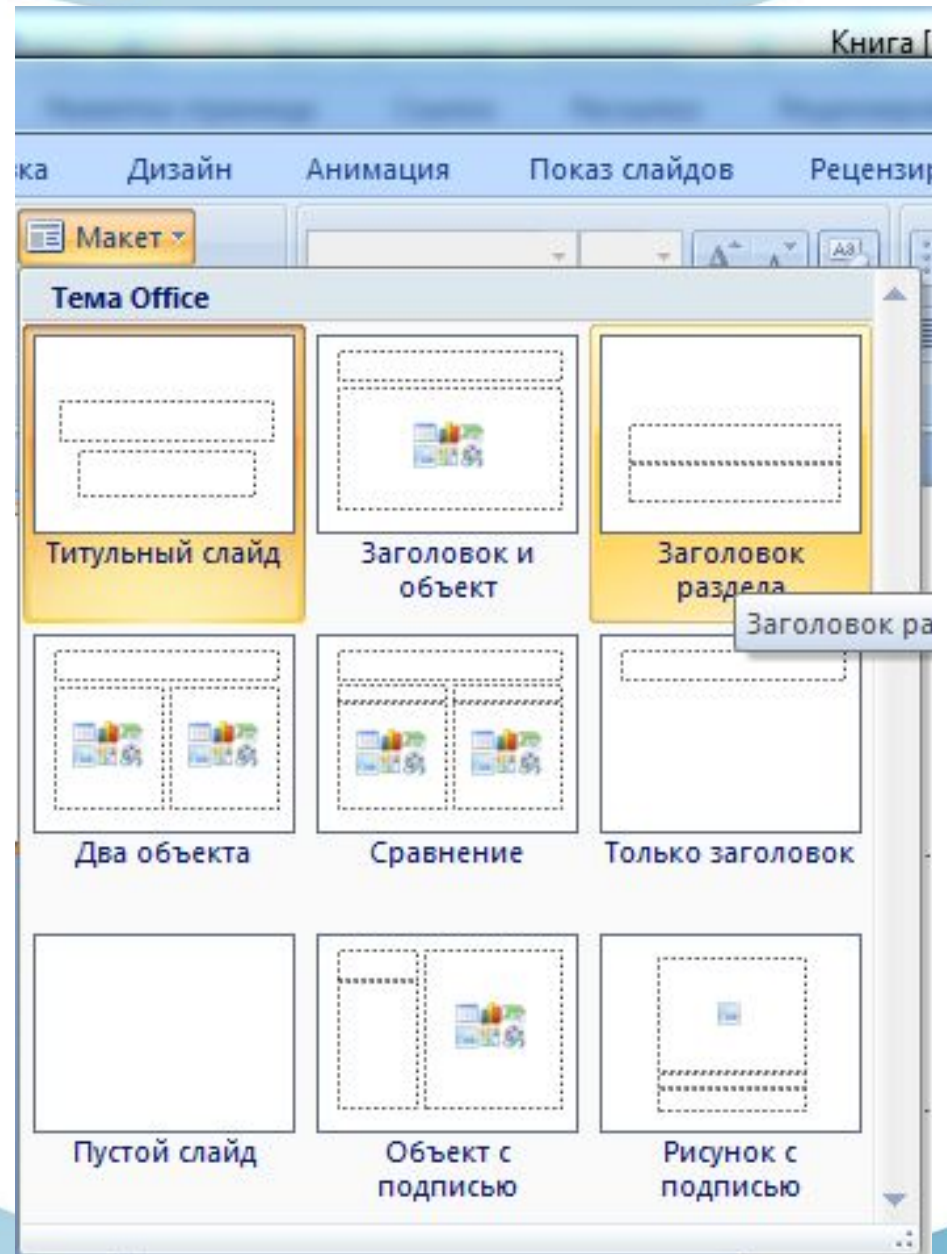 Книга [
вка Дизайн Анимация Показ слайдов Рецензир
Макет
Тема Office
Титульный слайд Заголовок и объект Заголовок раздела
Заголовок ра
Два объекта Сравнение Только заголовок
Пустой слайд Объект с подписью Рисунок с подписью